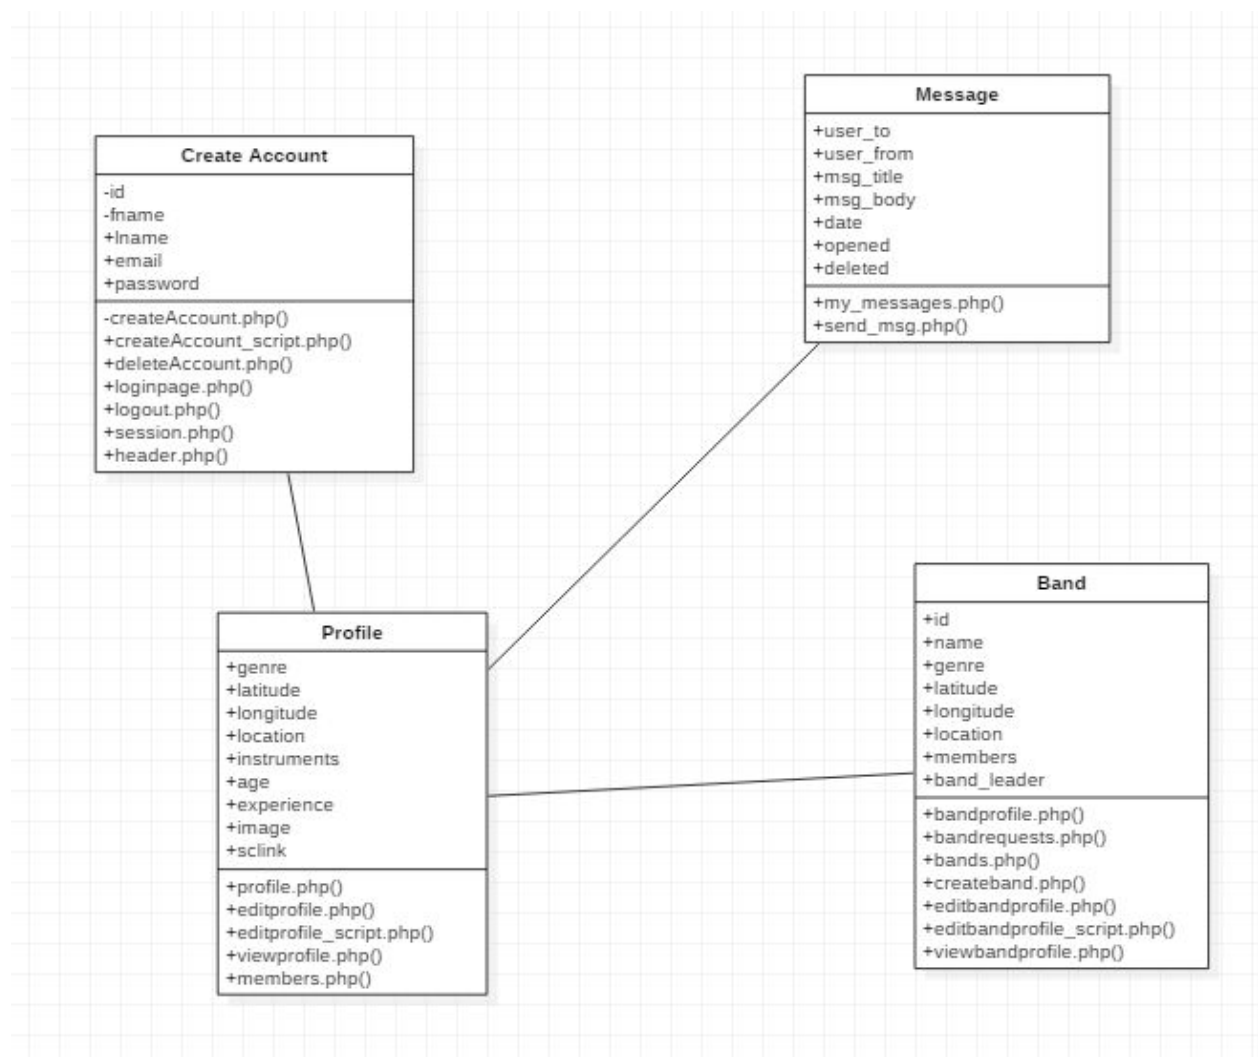 Create Account
-id
-fname
+lname
+email
+password
-createAccount.php()
+createAccount_script.php()
+deleteAccount.php()
+loginpage.php()
+logout.php()
+session.php()
+header.php()
Message
+user_to
+user_from
+msg_title
+msg_body
+date
+opened
+deleted
+my_messages.php()
+send_msg.php()
Profile
+genre
+latitude
+longitude
+location
+instruments
+age
+experience
+image
+sclink
+profile.php()
+editprofile.php()
+editprofile_script.php()
+viewprofile.php()
+members.php()
Band
+id
+name
+genre
+latitude
+longitude
+location
+members
+band_leader
+bandprofile.php()
+bandrequests.php()
+bands.php()
+createband.php()
+editbandprofile.php()
+editbandprofile_script.php()
+viewbandprofile.php()